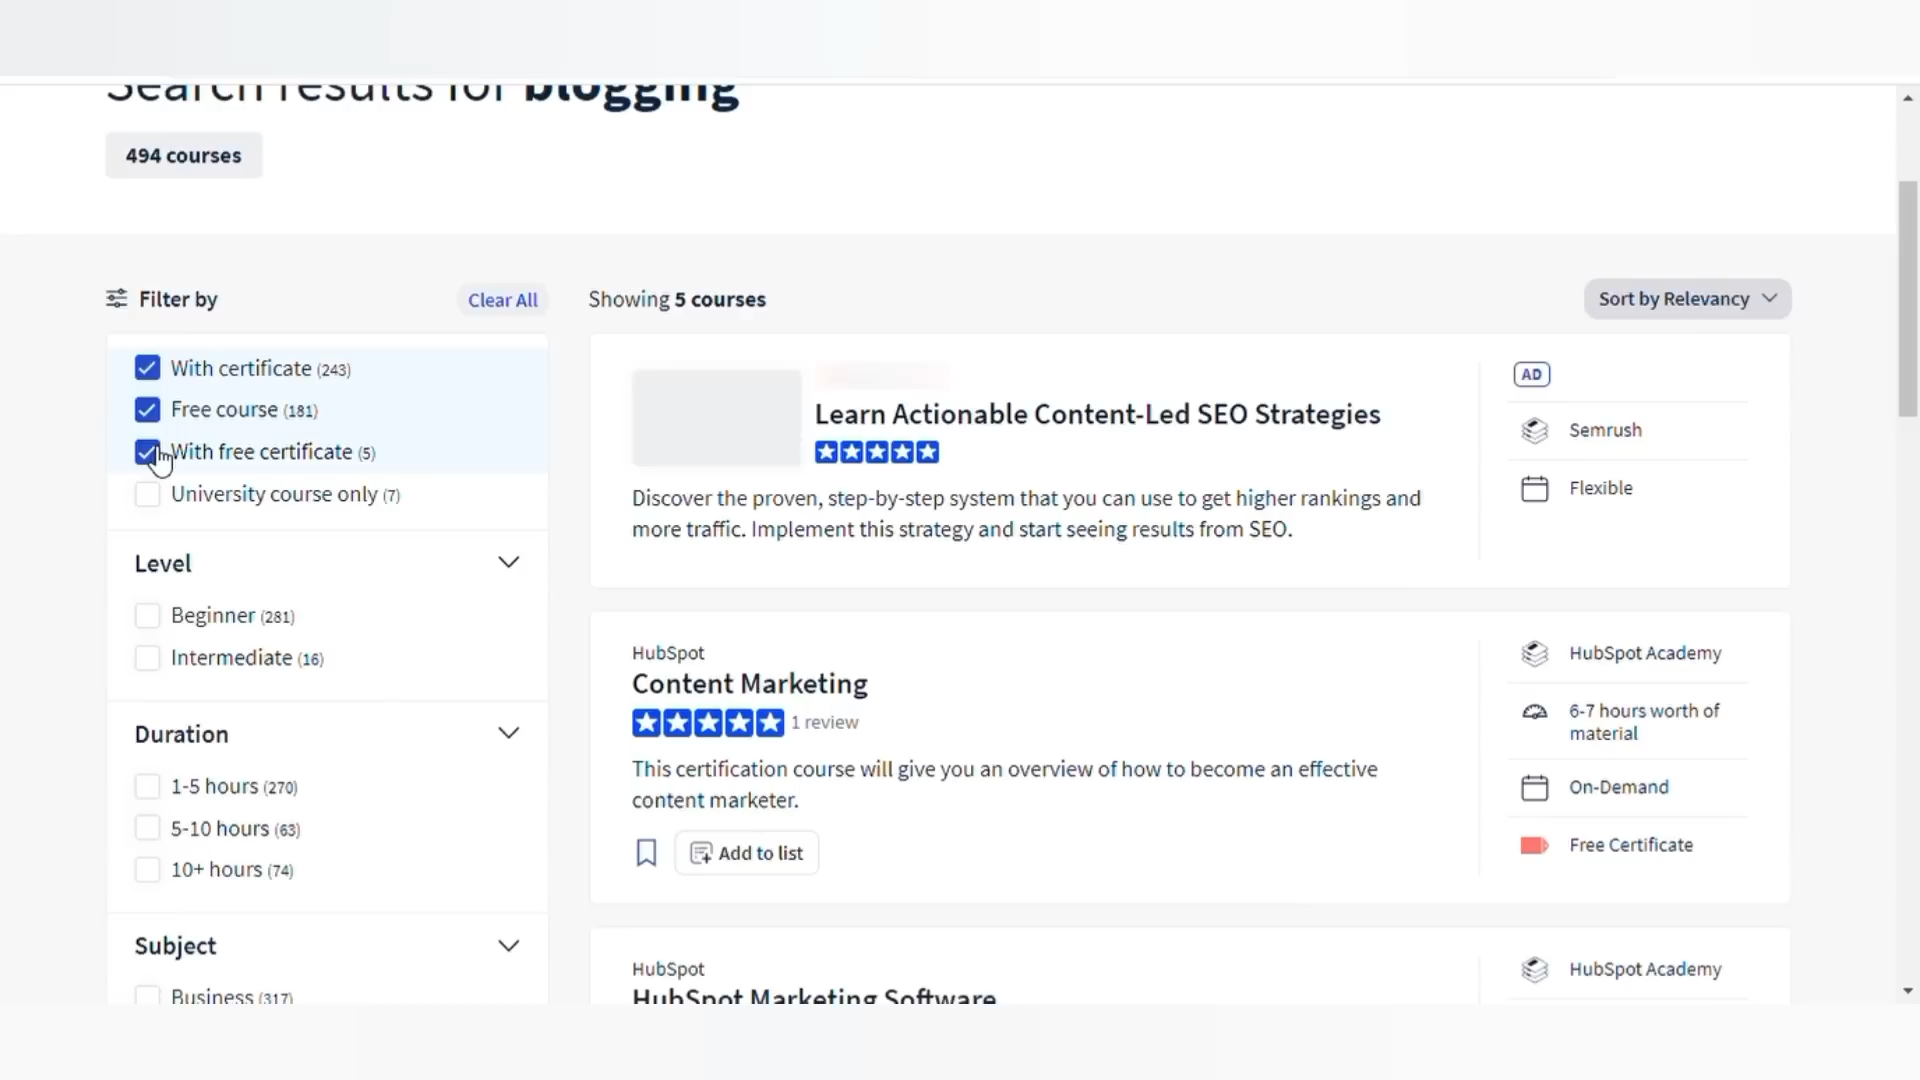 Search results for blogging
494 courses
Filter by
Clear All
With certificate (243)
Free course (181)
With free certificate (5)
University course only (7)
Level
Beginner (281)
Intermediate (16)
Duration
1-5 hours (270)
5-10 hours (63)
10+ hours (74)
Subject
Business (317)
Showing 5 courses
Sort by Relevancy
Learn Actionable Content-Led SEO Strategies
Discover the proven, step-by-step system that you can use to get higher rankings and
more traffic. Implement this strategy and start seeing results from SEO.
AD
Semrush
Flexible
HubSpot
Content Marketing
1 review
This certification course will give you an overview of how to become an effective
content marketer.
Add to list
HubSpot Academy
6-7 hours worth of
material
On-Demand
Free Certificate
HubSpot
HubSpot Marketing Software
HubSpot Academy